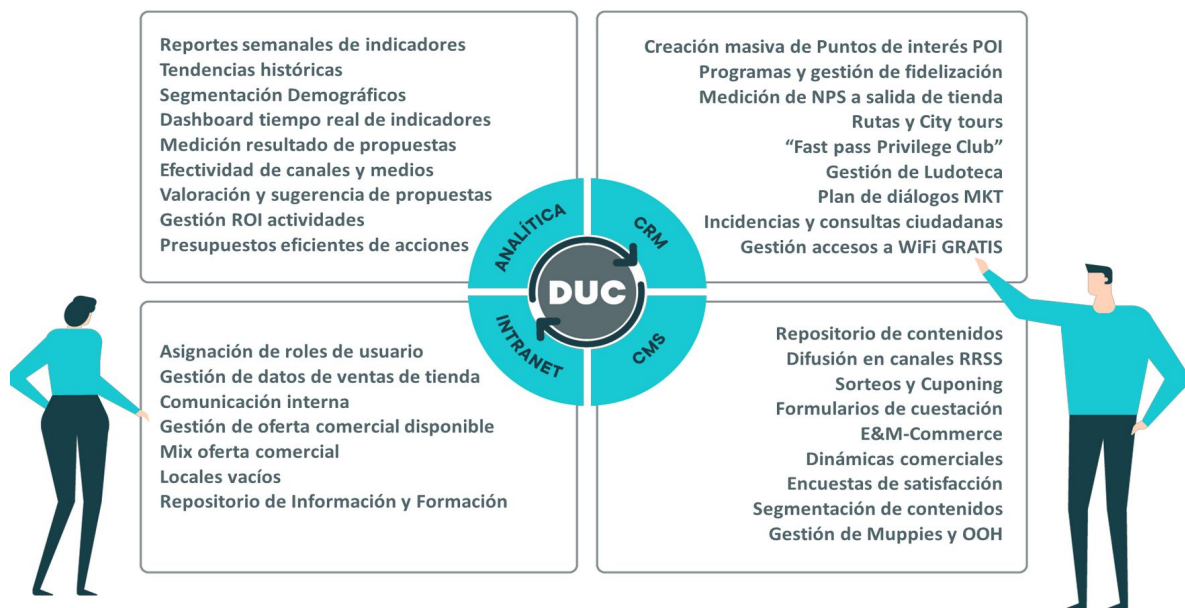 Reportes semanales de indicadores
Tendencias históricas
Segmentación Demográficos
Dashboard tiempo real de indicadores
Medición resultado de propuestas
Efectividad de canales y medios
Valoración y sugerencia de propuestas
Gestión ROI actividades
Presupuestos eficientes de acciones
Creación masiva de Puntos de interés POI
Programas y gestión de fidelización
Medición de NPS a salida de tienda
Rutas y City tours
“Fast pass Privilege Club”
Gestión de Ludoteca
Plan de diálogos MKT
Incidencias y consultas ciudadanas
Gestión accesos a WiFi GRATIS
ANALÍTICA
CRM
DUC
INTRANET
CMS
Asignación de roles de usuario
Gestión de datos de ventas de tienda
Comunicación interna
Gestión de oferta comercial disponible
Mix oferta comercial
Locales vacíos
Repositorio de Información y Formación
Repositorio de contenidos
Difusión en canales RRSS
Sorteos y Cuponing
Formularios de cuestación
E&M-Commerce
Dinámicas comerciales
Encuestas de satisfacción
Segmentación de contenidos
Gestión de Muppies y OOH